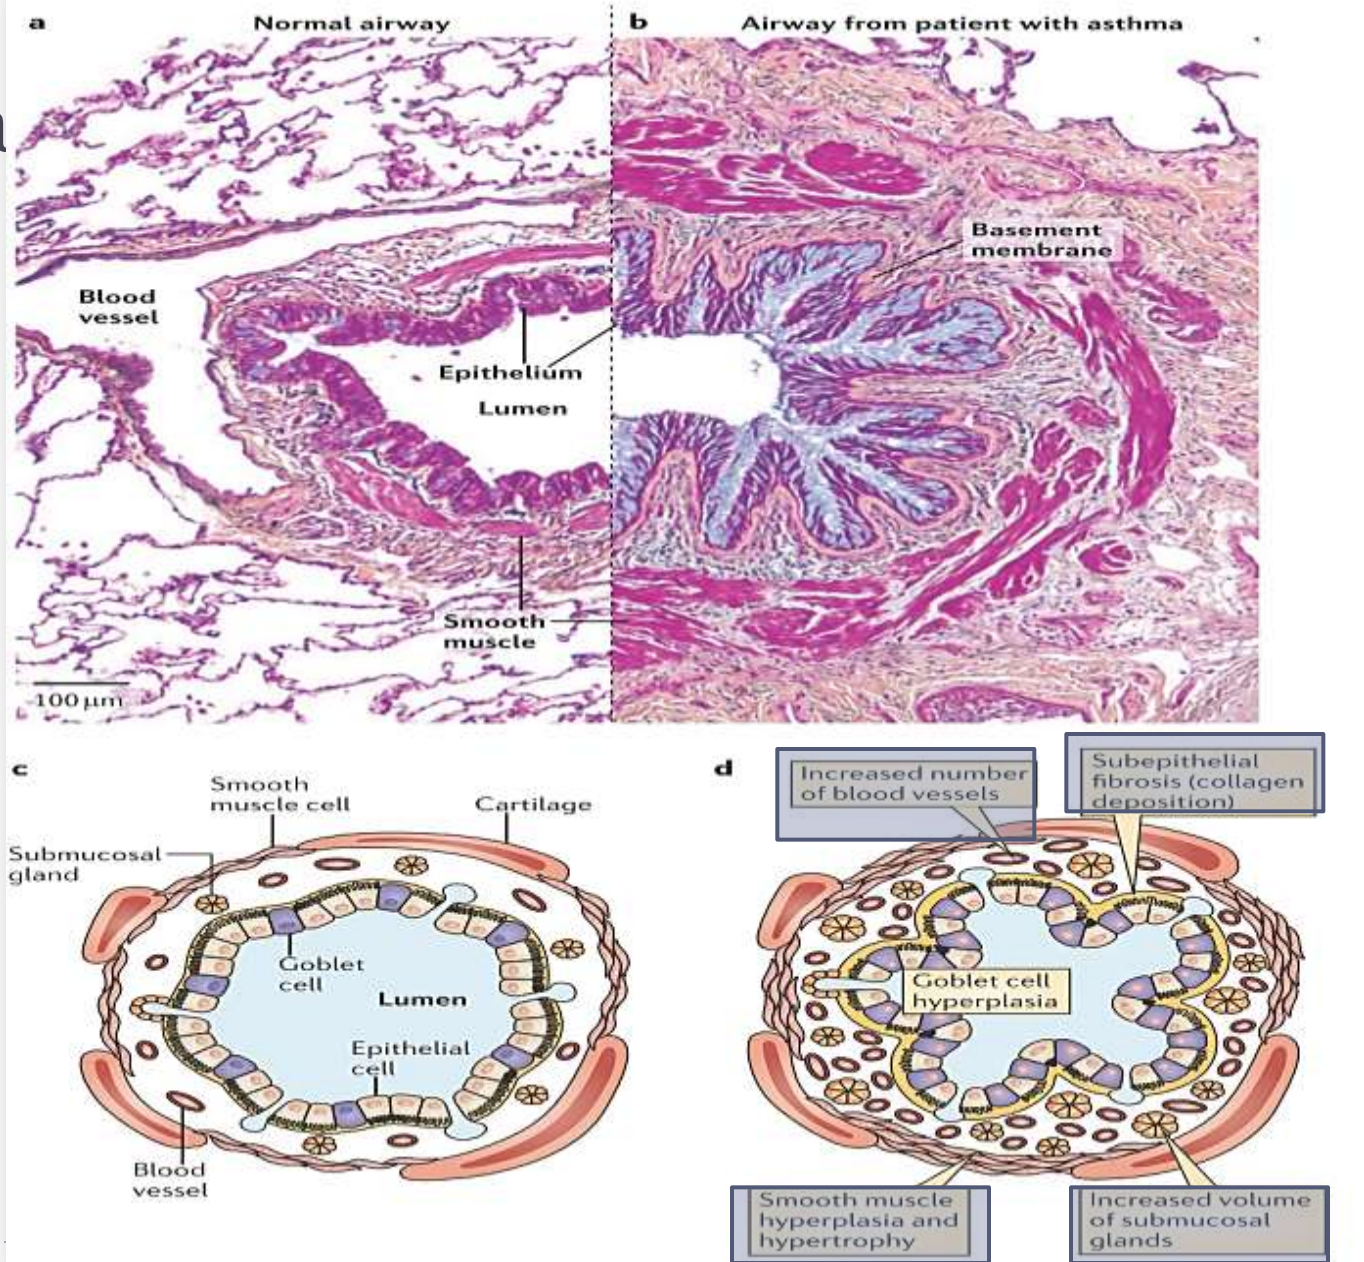 a
Normal airway
b
Airway from patient with asthma
Basement
membrane
Blood
vessel
Epithelium
Lumen
Smooth
muscle
100 µm
c
Smooth
muscle cell
Cartilage
Submucosal
gland
Goblet
cell
Lumen
Epithelial
cell
Blood
vessel
d
Increased number
of blood vessels
Subepithelial
fibrosis (collagen
deposition)
Goblet cell
hyperplasia
Smooth muscle
hyperplasia and
hypertrophy
Increased volume
of submucosal
glands